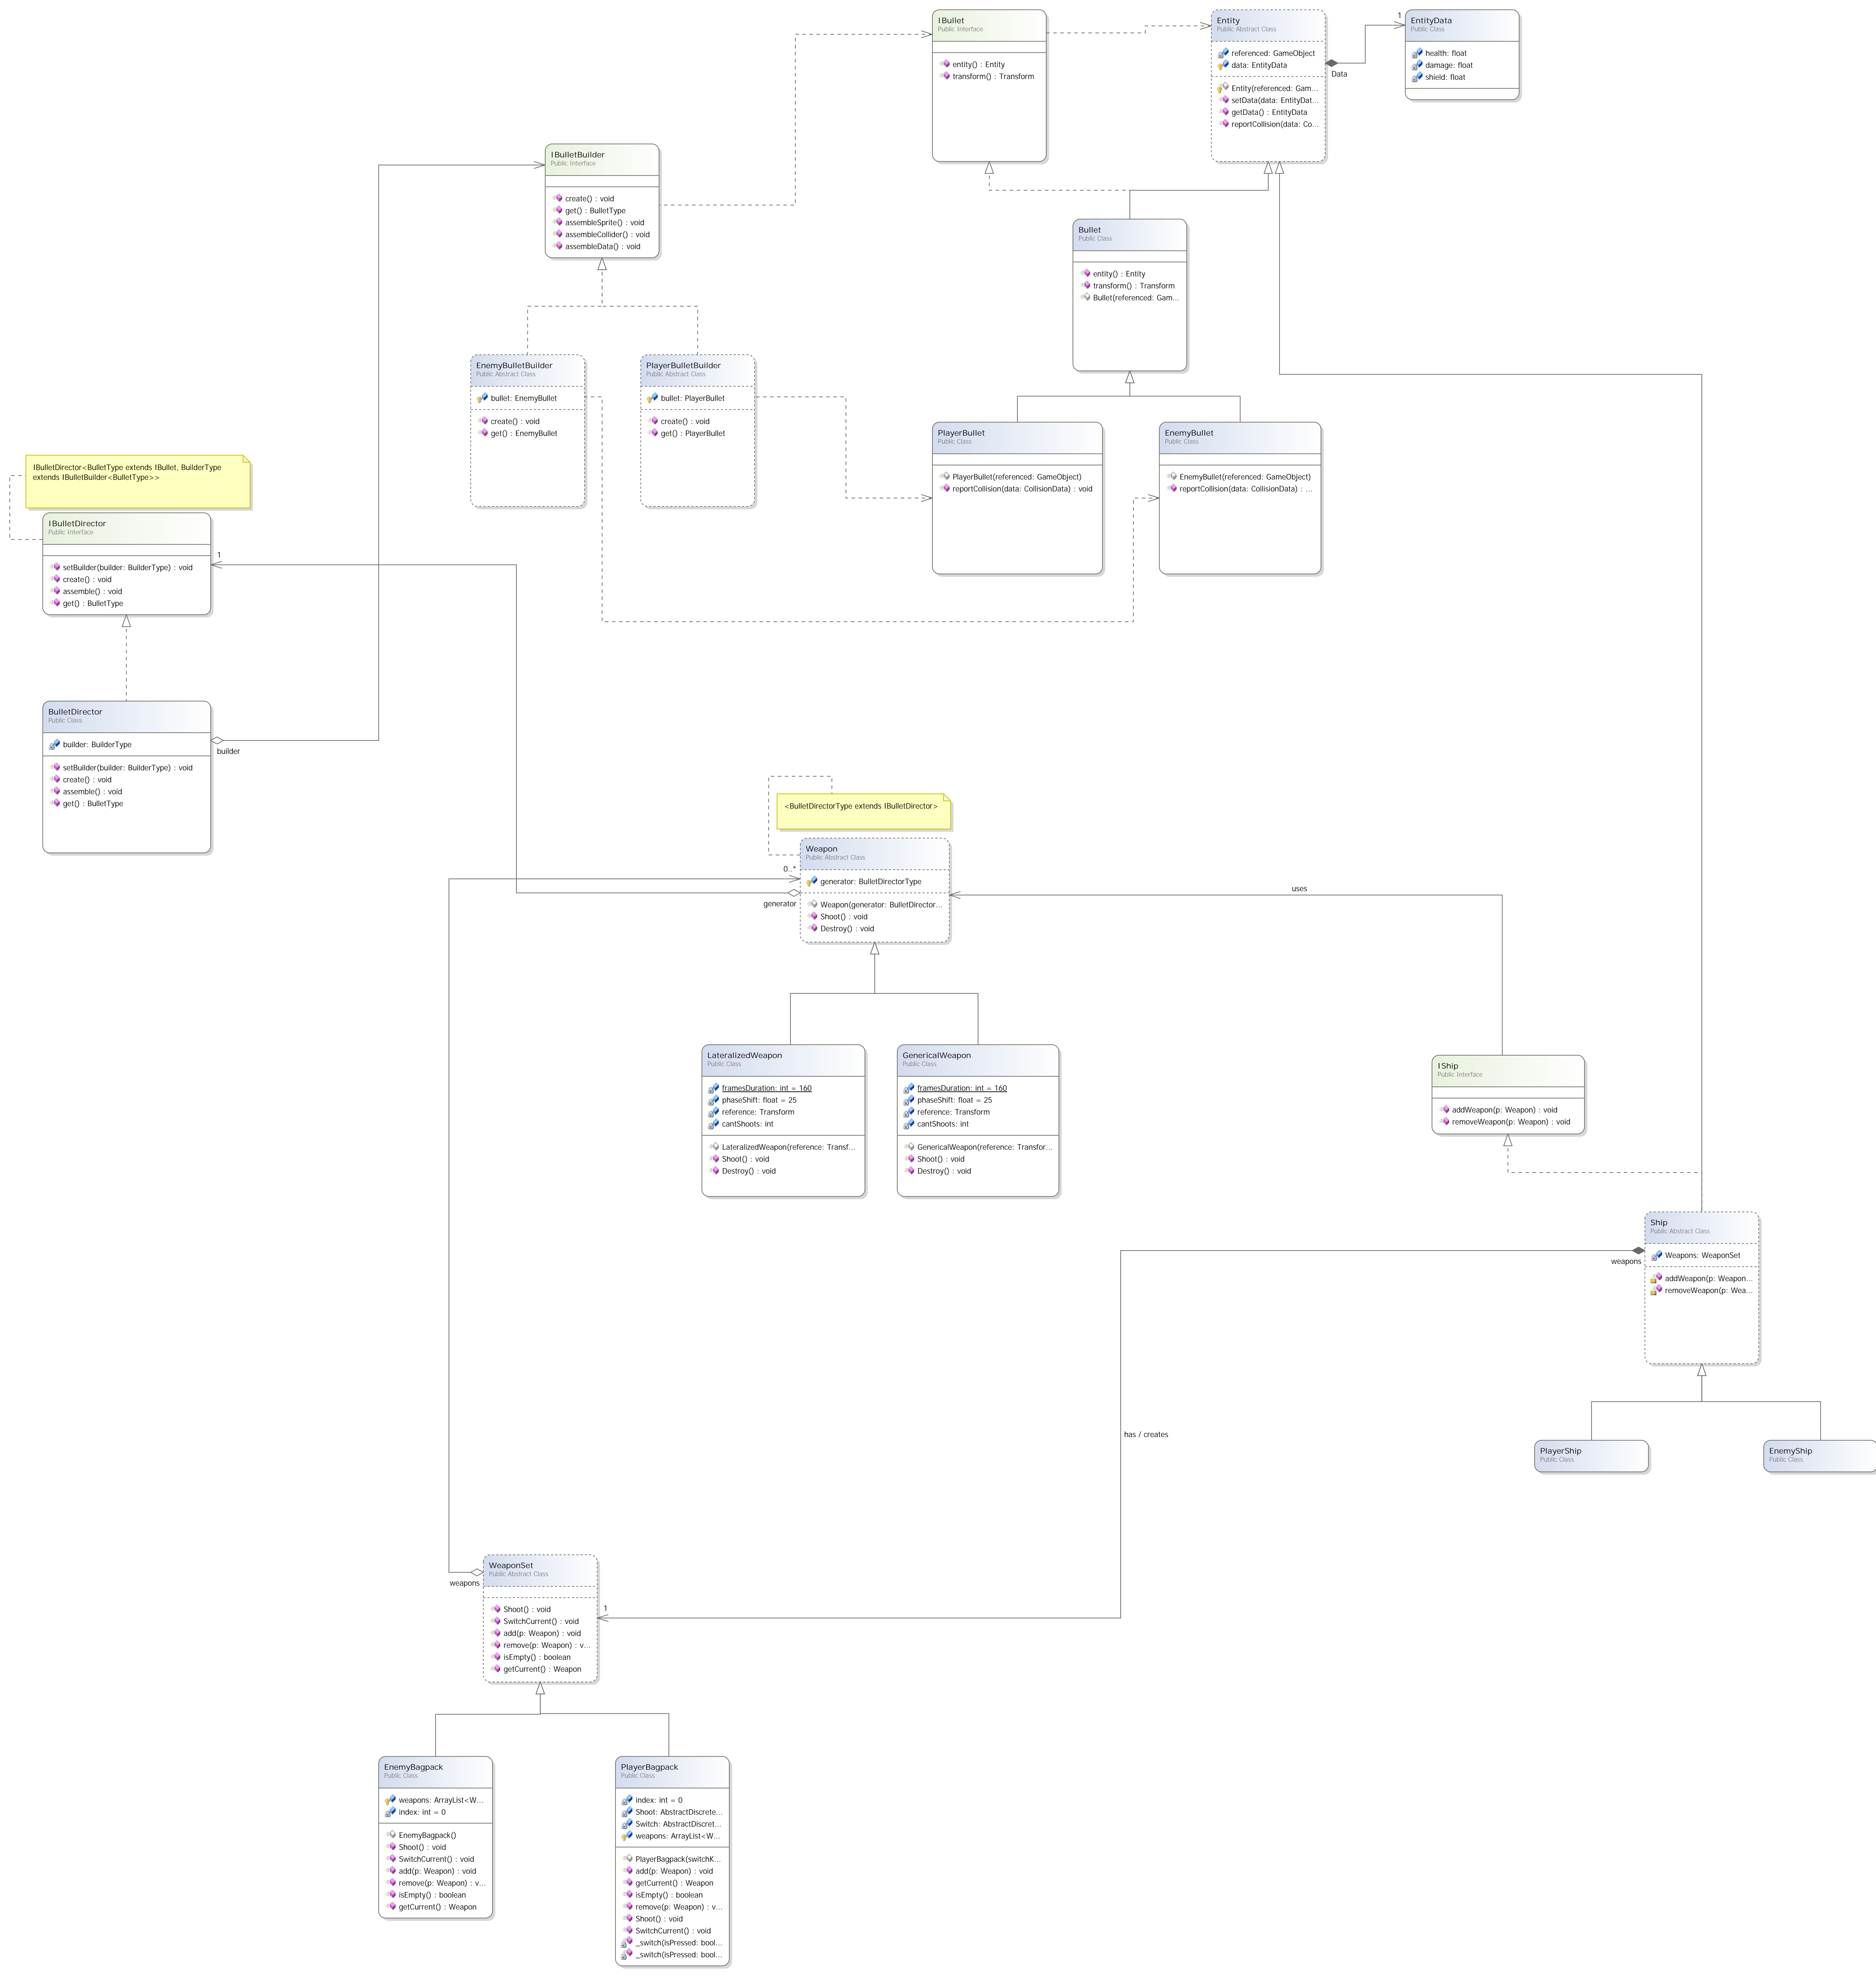 IBullet
Public Interface
entity() : Entity
transform() : Transform
Entity
Public Abstract Class
referenced: GameObject
data: EntityData
Entity(referenced: Gam...
setData(data: EntityDat...
getData() : EntityData
reportCollision(data: Co...
Data
1
EntityData
Public Class
health: float
damage: float
shield: float
IBulletBuilder
Public Interface
create() : void
get() : BulletType
assembleSprite() : void
assembleCollider() : void
assembleData() : void
Bullet
Public Class
entity() : Entity
transform() : Transform
Bullet(referenced: Gam...
EnemyBulletBuilder
Public Abstract Class
bullet: EnemyBullet
create() : void
get() : EnemyBullet
PlayerBulletBuilder
Public Abstract Class
bullet: PlayerBullet
create() : void
get() : PlayerBullet
PlayerBullet
Public Class
PlayerBullet(referenced: GameObject)
reportCollision(data: CollisionData) : void
EnemyBullet
Public Class
EnemyBullet(referenced: GameObject)
reportCollision(data: CollisionData) : ...
IBulletDirector<BulletType extends IBullet, BuilderType
extends IBulletBuilder<BulletType>>
IBulletDirector
Public Interface
setBuilder(builder: BuilderType) : void
create() : void
assemble() : void
get() : BulletType
1
BulletDirector
Public Class
builder: BuilderType
setBuilder(builder: BuilderType) : void
create() : void
assemble() : void
get() : BulletType
builder
<BulletDirectorType extends IBulletDirector>
Weapon
Public Abstract Class
generator: BulletDirectorType
Weapon(generator: BulletDirector...
Shoot() : void
Destroy() : void
0..*
generator
uses
LateralizedWeapon
Public Class
framesDuration: int = 160
phaseShift: float = 25
reference: Transform
cantShoots: int
LateralizedWeapon(reference: Transf...
Shoot() : void
Destroy() : void
GenericalWeapon
Public Class
framesDuration: int = 160
phaseShift: float = 25
reference: Transform
cantShoots: int
GenericalWeapon(reference: Transfor...
Shoot() : void
Destroy() : void
IShip
Public Interface
addWeapon(p: Weapon) : void
removeWeapon(p: Weapon) : void
Ship
Public Abstract Class
Weapons: WeaponSet
addWeapon(p: Weapon...
removeWeapon(p: Wea...
weapons
has / creates
PlayerShip
Public Class
EnemyShip
Public Class
WeaponSet
Public Abstract Class
Shoot() : void
SwitchCurrent() : void
add(p: Weapon) : void
remove(p: Weapon) : v...
isEmpty() : boolean
getCurrent() : Weapon
weapons
1
EnemyBagpack
Public Class
weapons: ArrayList<W...
index: int = 0
EnemyBagpack()
Shoot() : void
SwitchCurrent() : void
add(p: Weapon) : void
remove(p: Weapon) : v...
isEmpty() : boolean
getCurrent() : Weapon
PlayerBagpack
Public Class
index: int = 0
Shoot: AbstractDiscrete...
Switch: AbstractDiscret...
weapons: ArrayList<W...
PlayerBagpack(switchK...
add(p: Weapon) : void
getCurrent() : Weapon
isEmpty() : boolean
remove(p: Weapon) : v...
Shoot() : void
SwitchCurrent() : void
_switch(isPressed: bool...
_switch(isPressed: bool...